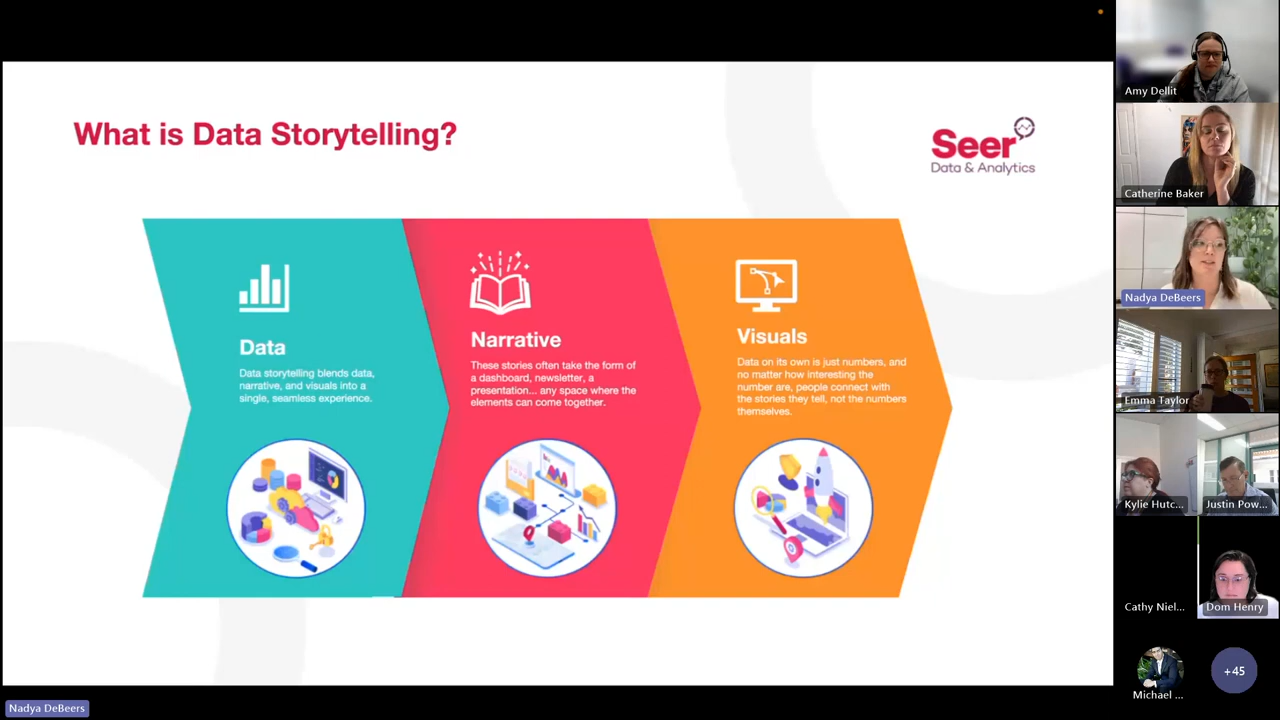 What is Data Storytelling?
Seer
Data & Analytics
Data
Data storytelling blends data,
narrative, and visuals into a
single, seamless experience.
Narrative
These stories often take the form of
a dashboard, newsletter, a
presentation... any space where the
elements can come together.
Visuals
Data on its own is just numbers, and
no matter how interesting the
number are, people connect with
the stories they tell, not the numbers
themselves.
Amy Dellit
Catherine Baker
Nadya DeBeers
Emma Taylor
Kylie Hutc...
Justin Pow...
Cathy Niel...
Dom Henry
Michael ...
+45
Nadya DeBeers